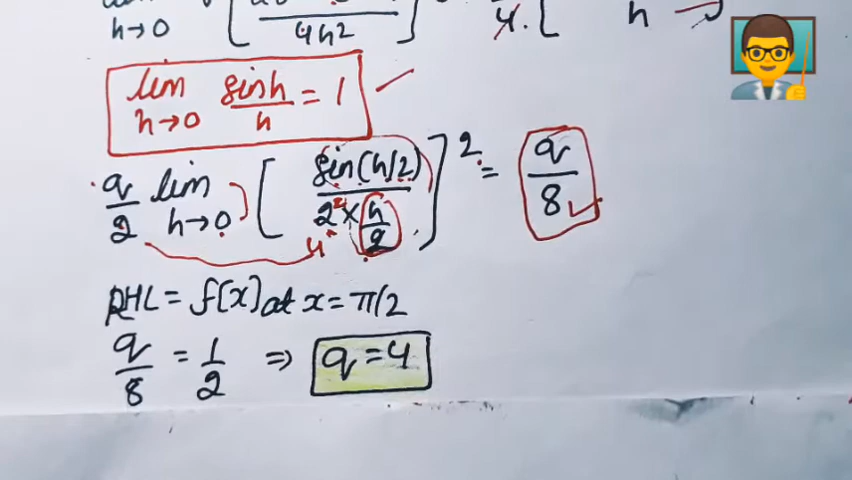 h→0 [ 4h² ] 4. [ h
lim h→0 sinh/h = 1
q/2 lim h→0 [ sin(h/2) / 2 × h/2 ]² = q/8
4
RHL = f(x) at x = π/2
q/8 = 1/2 ⇒ q = 4